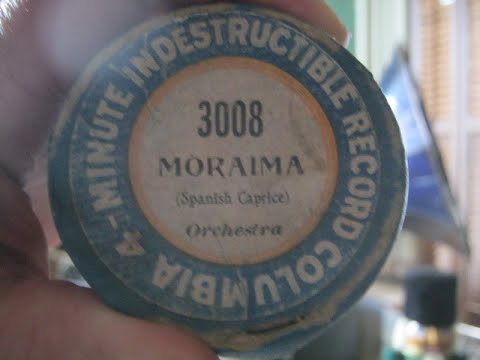 COLUMBIA 4-MINUTE INDESTRUCTIBLE RECORD
3008
MORAIMA
(Spanish Caprice)
Orchestra